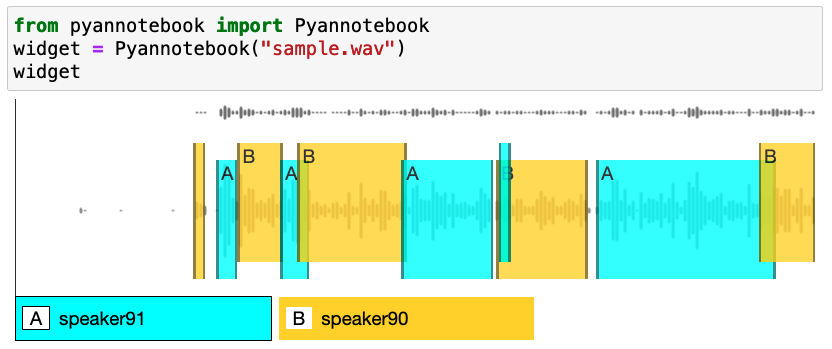 from pyannotebook import Pyannotebook
widget = Pyannotebook("sample.wav")
widget
A B A B A B A B
A speaker91 B speaker90